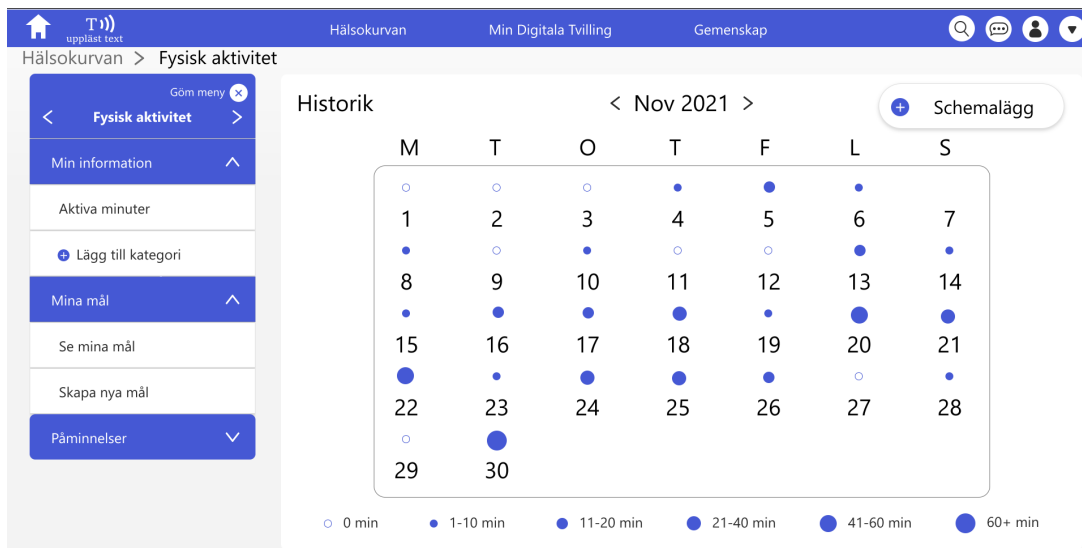 T
uppläst text
Hälsokurvan
Min Digitala Tvilling
Gemenskap
Hälsokurvan > Fysisk aktivitet
Göm meny
Fysisk aktivitet
Min information
Aktiva minuter
Lägg till kategori
Mina mål
Se mina mål
Skapa nya mål
Påminnelser
Historik
< Nov 2021 >
Schemalägg
M T O T F L S
1 2 3 4 5 6 7
8 9 10 11 12 13 14
15 16 17 18 19 20 21
22 23 24 25 26 27 28
29 30
0 min
1-10 min
11-20 min
21-40 min
41-60 min
60+ min